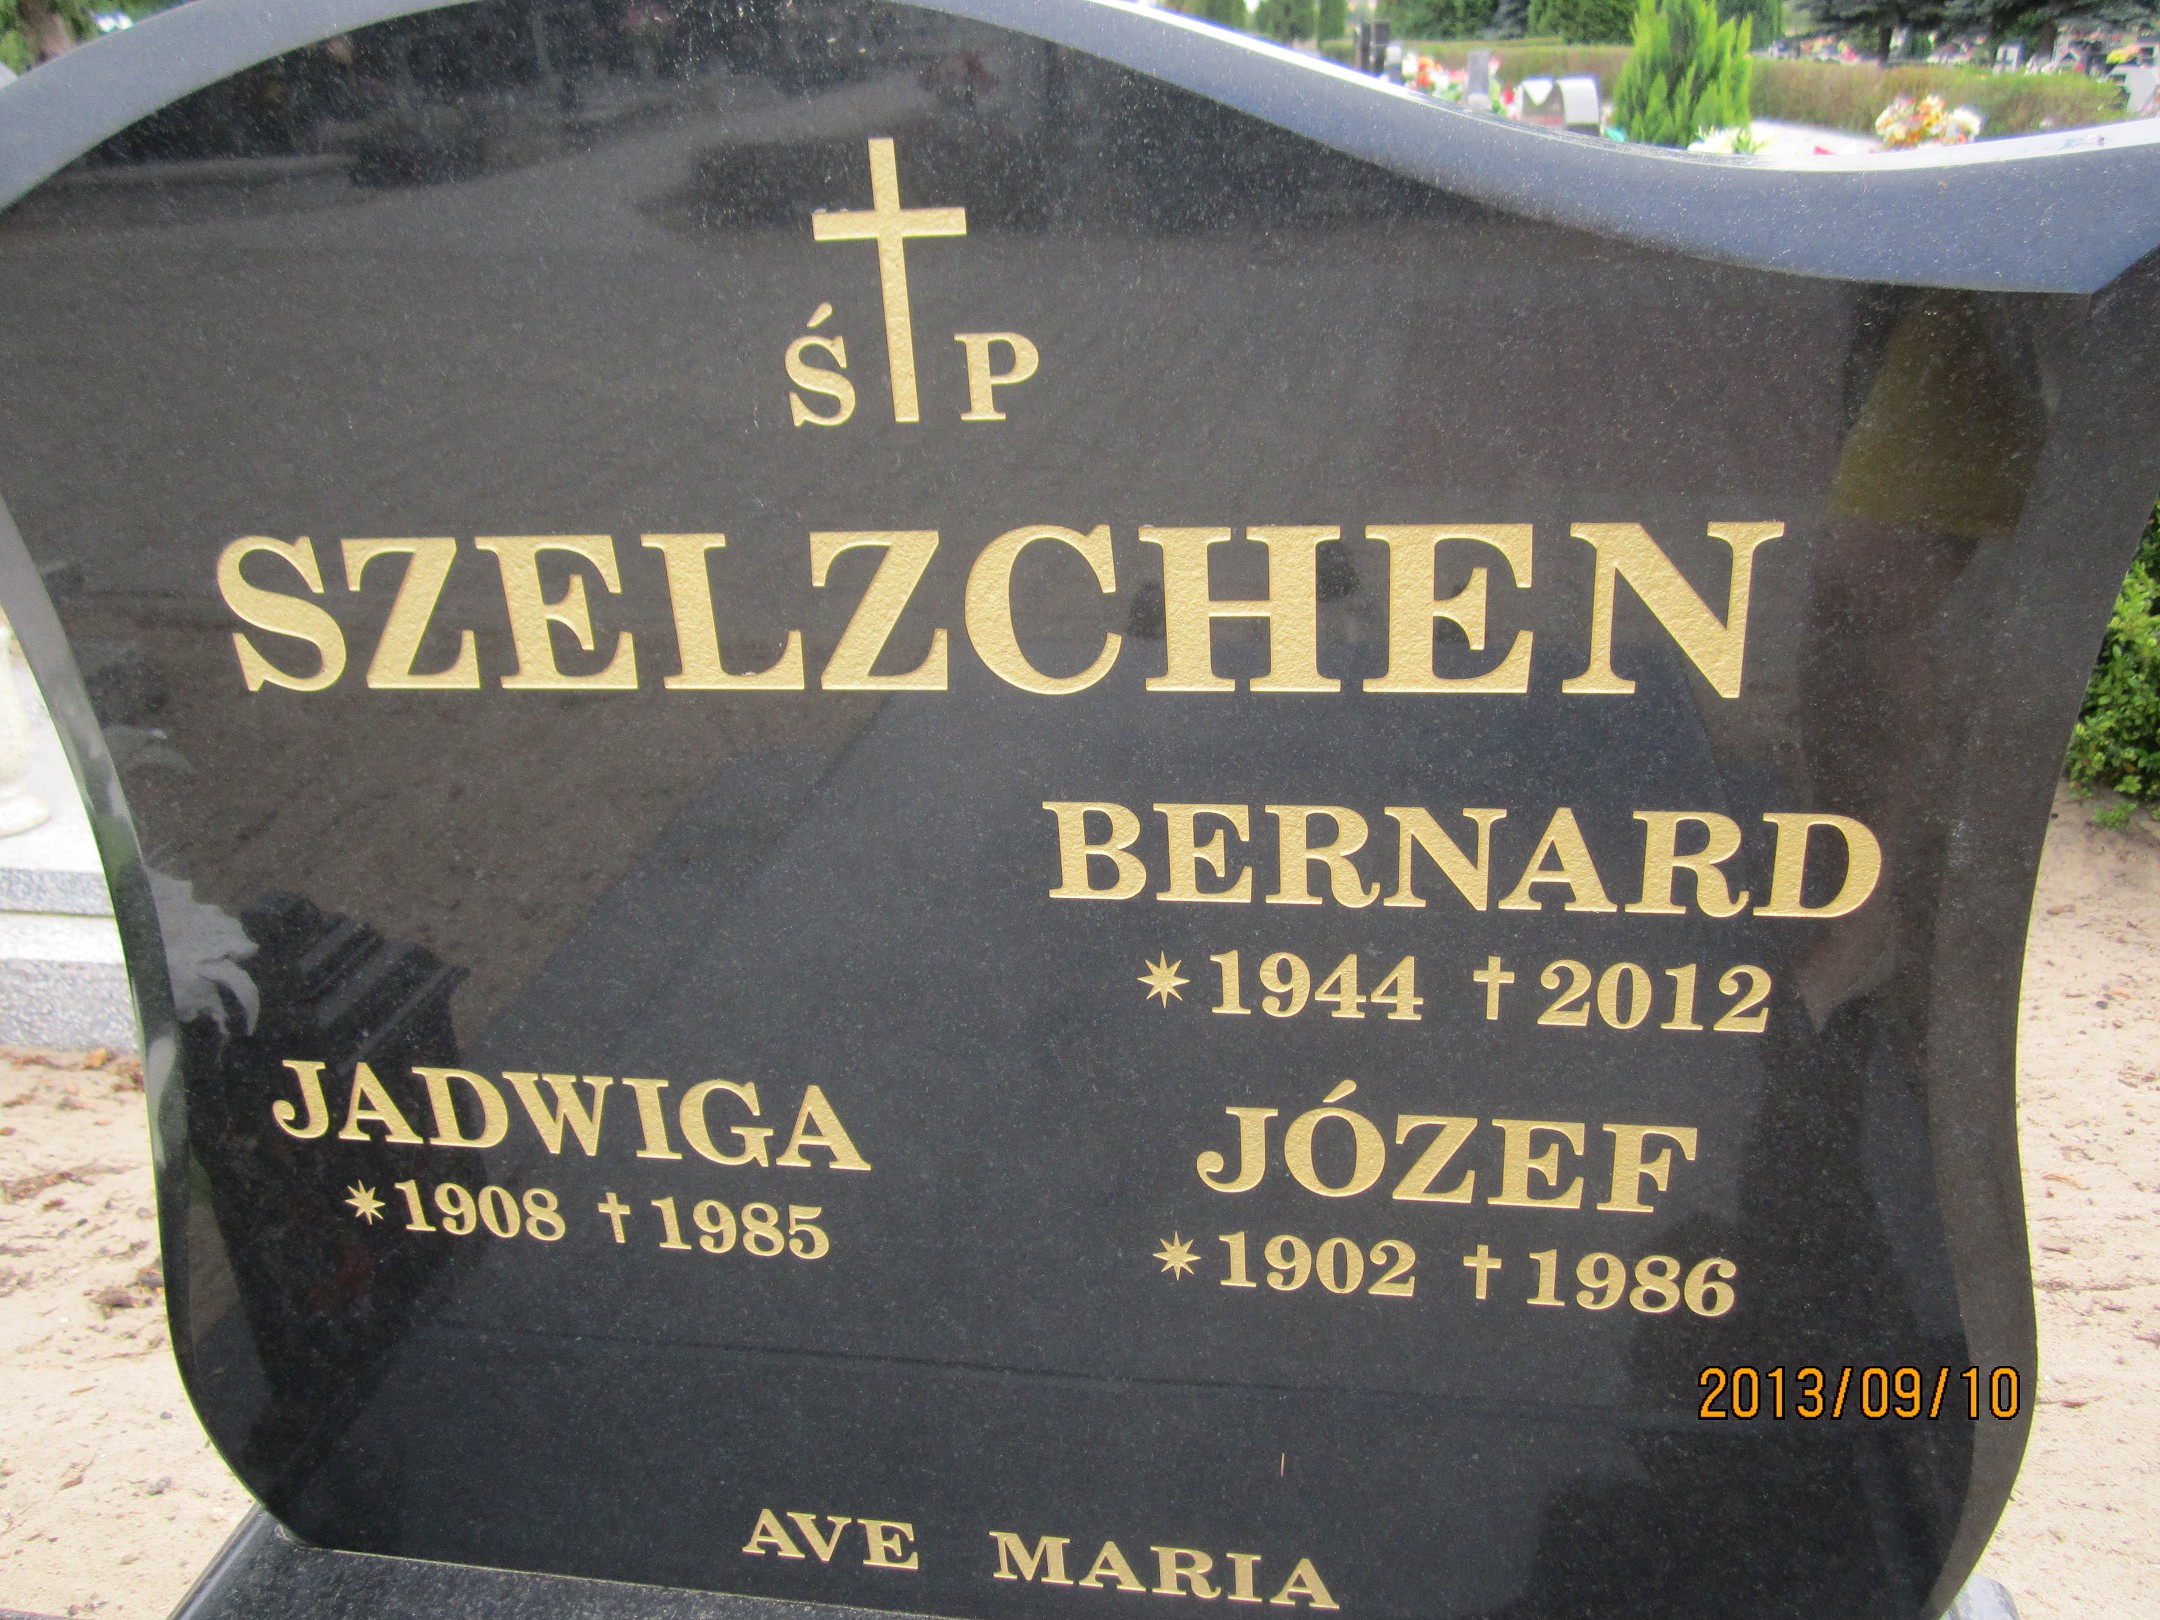 Ś P
SZELZCHEN
BERNARD
* 1944 † 2012
JADWIGA
* 1908 † 1985
JÓZEF
* 1902 † 1986
AVE MARIA
2013/09/10